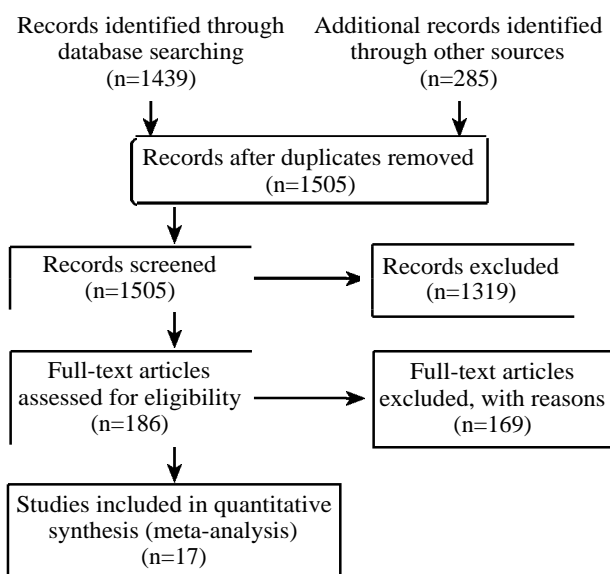 Records identified through
database searching
(n=1439)
Additional records identified
through other sources
(n=285)
Records after duplicates removed
(n=1505)
Records screened
(n=1505)
Records excluded
(n=1319)
Full-text articles
assessed for eligibility
(n=186)
Full-text articles
excluded, with reasons
(n=169)
Studies included in quantitative
synthesis (meta-analysis)
(n=17)